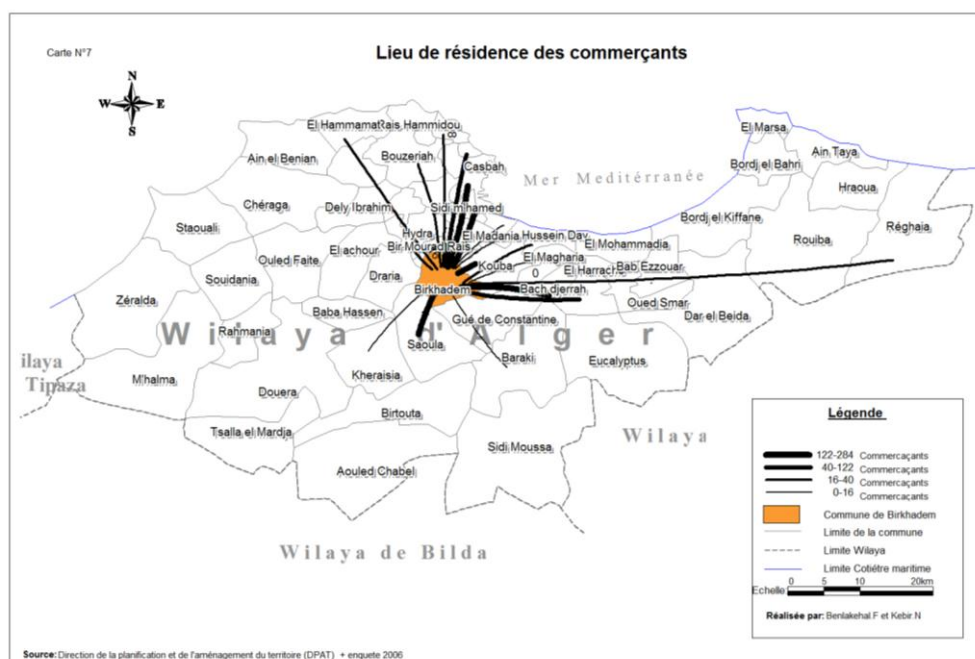 Carte N°7
Lieu de résidence des commerçants
N
W E
S
El Hammamat Rais Hammidou
El Marsa
Ain el Benian
Bouzeriah
Casbah
Ain Taya
Bordj el Bahri
Mer Meditérranée
Hraoua
Chéraga
Dely Ibrahim
Sidi m'hamed
Bordj el Kiffane
Réghaia
Staouali
Hydra
El Madania Hussein Day
Rouiba
El achour
Bir Mourad Rais
El Mohammadia
Ouled Faite
El Magharia
Souidania
Draria
Kouba
El Harrach
Bab Ezzouar
Zéralda
Birkhadem
Bach djerrah
Baba Hassen
Oued Smar
Rahmania
Gué de Constantine
Dar el Beida
Wilaya d'Alger
Saoula
ilaya
Tipaza
M'halma
Kheraisia
Baraki
Eucalyptus
Douera
Birtouta
Tsalla el Mardja
Sidi Moussa
Wilaya
Aouled Chabel
Wilaya de Bilda
Légende
122-284 Commercaçants
40-122 Commercaçants
16-40 Commercaçants
0-16 Commercaçants
Commune de Birkhadem
Limite de la commune
Limite Wilaya
Limite Cotiétre maritime
0 5 10 20km
Echelle
Réalisée par: Benlakehal.F et Kebir.N
Source: Direction de la planification et de l'aménagement du territoire (DPAT) + enquete 2006